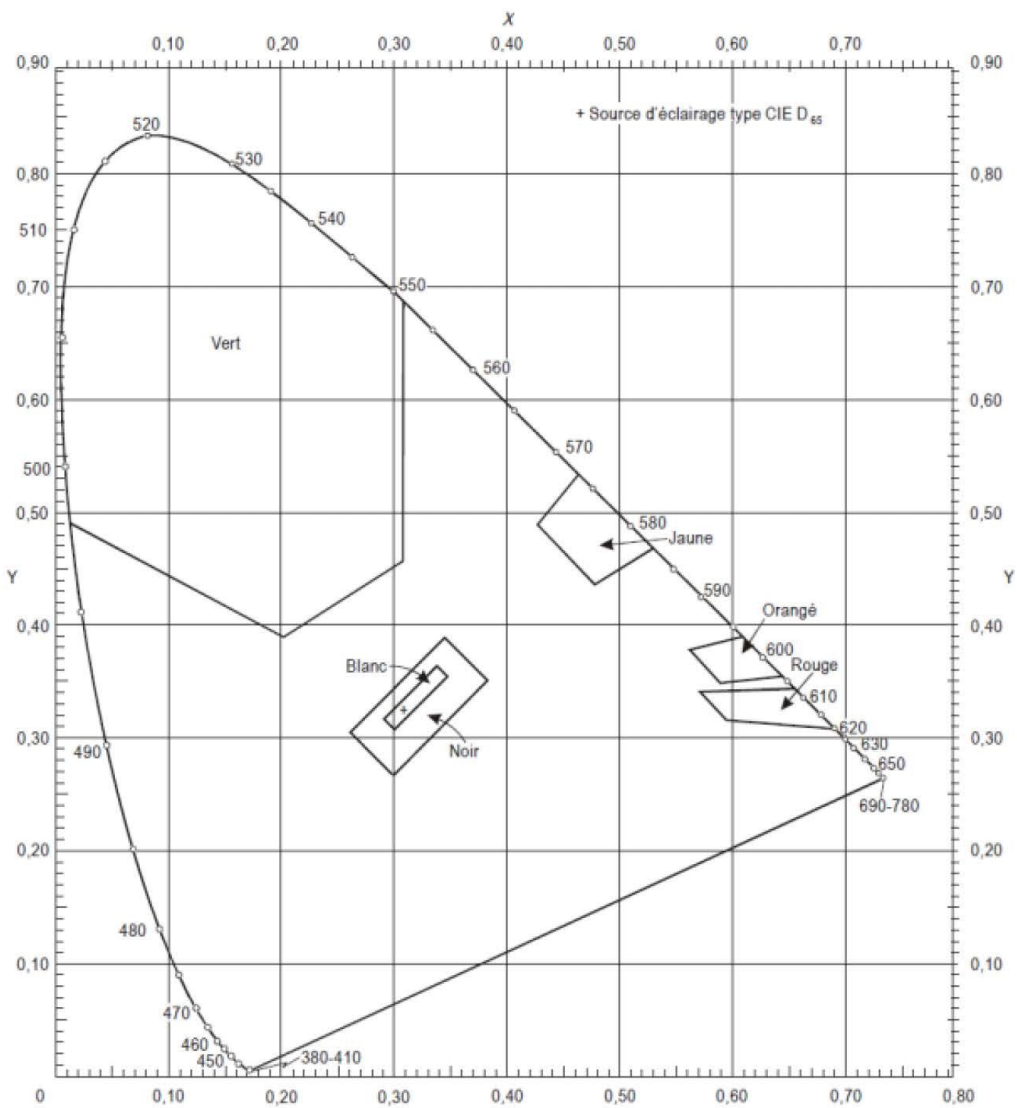 X
0,10 0,20 0,30 0,40 0,50 0,60 0,70
0,90 0,90
+ Source d'éclairage type CIE D65
520
530
0,80 0,80
540
510
0,70 550 0,70
Vert
560
0,60 0,60
570
500
0,50 580 0,50
Jaune
Y Y
590
Orangé
0,40 0,40
600
Blanc Rouge
610
620
0,30 630 0,30
490 Noir
650
690-780
0,20 0,20
480
0,10 0,10
470
460
450 380-410
0 0,10 0,20 0,30 0,40 0,50 0,60 0,70 0,80